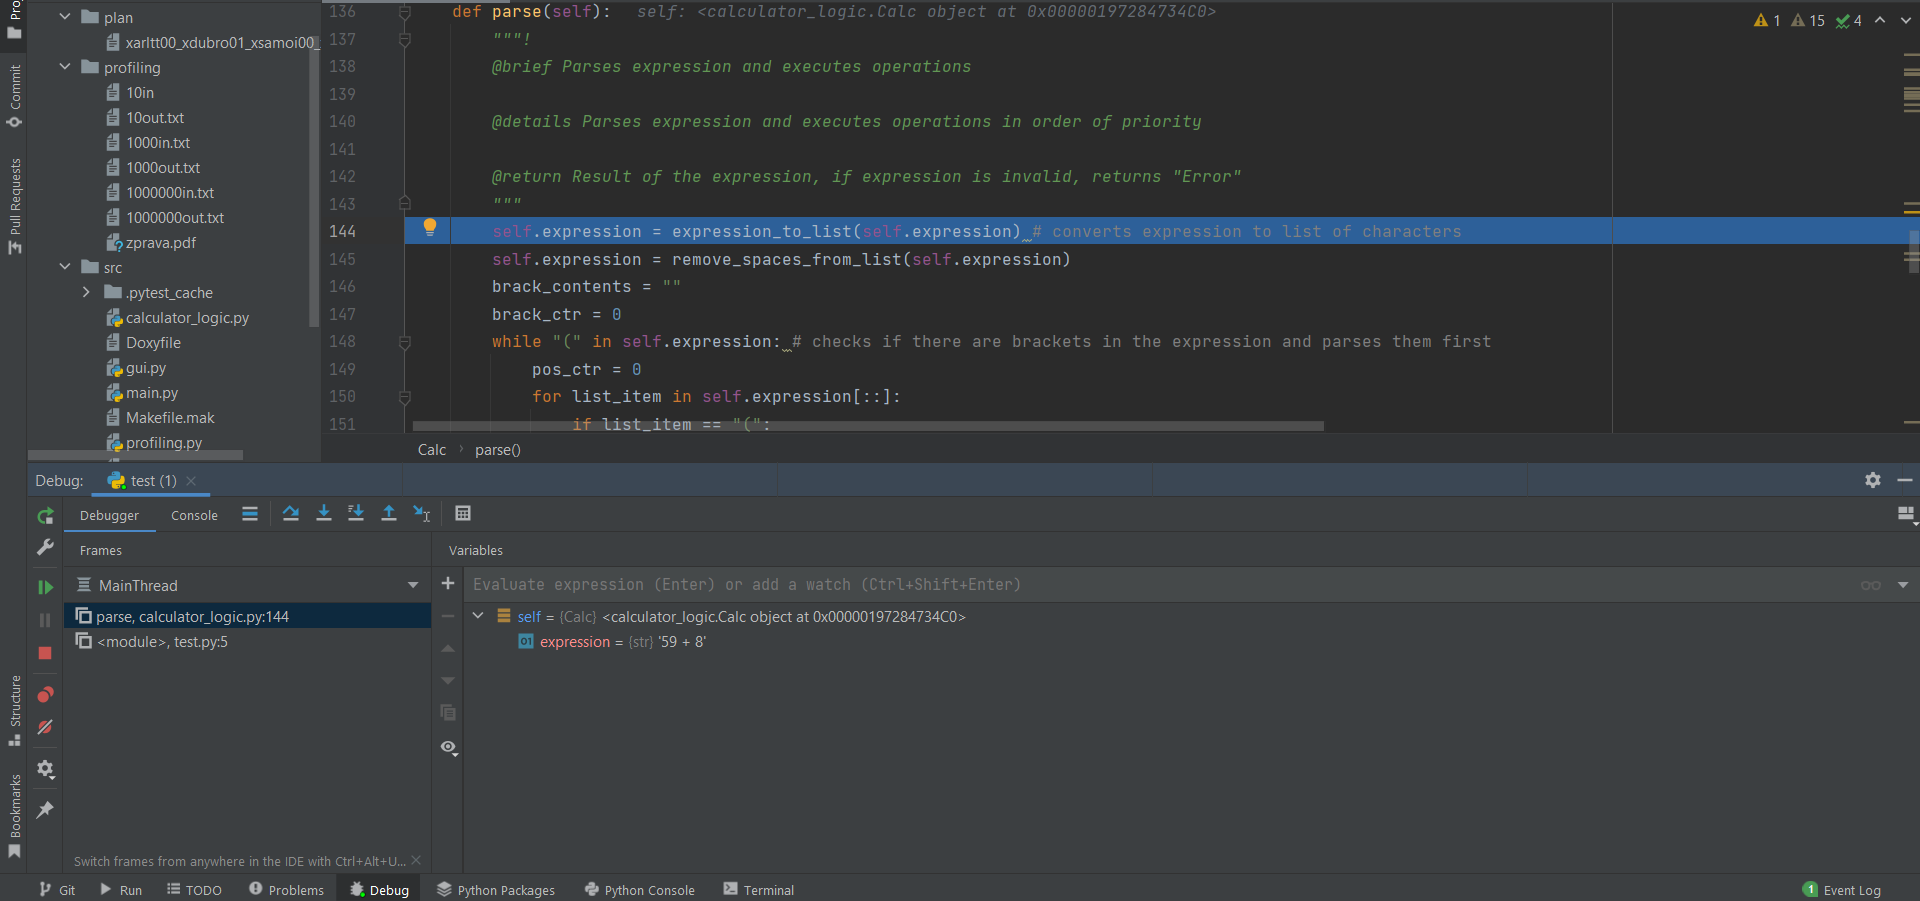 Commit
Pull Requests
Structure
Bookmarks
plan
xarltt00_xdubro01_xsamoi00_
profiling
10in
10out.txt
1000in.txt
1000out.txt
1000000in.txt
1000000out.txt
zprava.pdf
src
.pytest_cache
calculator_logic.py
Doxyfile
gui.py
main.py
Makefile.mak
profiling.py
136 def parse(self): self: <calculator_logic.Calc object at 0x00000197284734C0>
137 """!
138 @brief Parses expression and executes operations
139
140 @details Parses expression and executes operations in order of priority
141
142 @return Result of the expression, if expression is invalid, returns "Error"
143 """
144 self.expression = expression_to_list(self.expression) # converts expression to list of characters
145 self.expression = remove_spaces_from_list(self.expression)
146 brack_contents = ""
147 brack_ctr = 0
148 while "(" in self.expression: # checks if there are brackets in the expression and parses them first
149 pos_ctr = 0
150 for list_item in self.expression[::]:
151 if list_item == "(":
1 15 4
Calc › parse()
Debug: test (1)
Debugger Console
Frames
Variables
MainThread
Evaluate expression (Enter) or add a watch (Ctrl+Shift+Enter)
parse, calculator_logic.py:144
<module>, test.py:5
self = {Calc} <calculator_logic.Calc object at 0x00000197284734C0>
01 expression = {str} '59 + 8'
Switch frames from anywhere in the IDE with Ctrl+Alt+U...
Git Run TODO Problems Debug Python Packages Python Console Terminal 1 Event Log